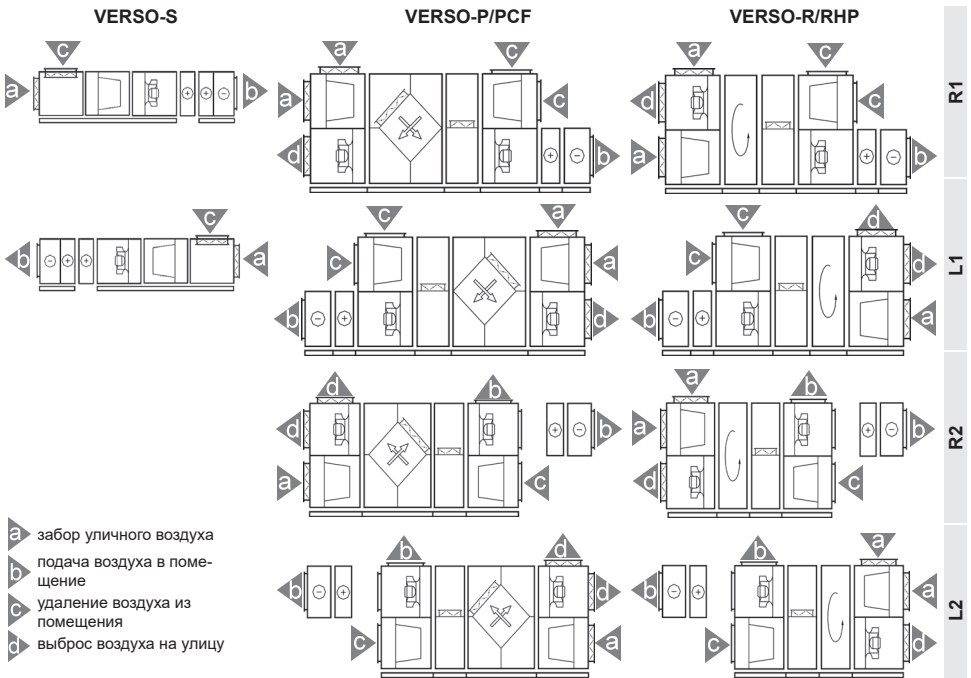 VERSO-S
VERSO-P/PCF
VERSO-R/RHP
c
a
b
a
c
a
c
d
b
a
c
d
c
a
b
R1
c
b
a
c
a
c
a
b
d
c
d
c
d
b
a
L1
d
b
d
b
a
c
a
b
a
b
d
c
R2
b
d
b
d
c
a
b
a
b
a
c
d
L2
a забор уличного воздуха
b подача воздуха в поме-
щение
c удаление воздуха из
помещения
d выброс воздуха на улицу